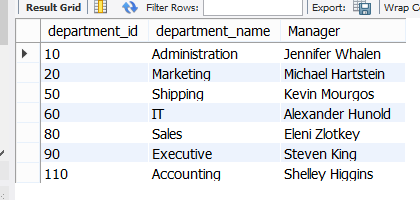 Result Grid Filter Rows: Export: Wrap C
department_id department_name Manager
10 Administration Jennifer Whalen
20 Marketing Michael Hartstein
50 Shipping Kevin Mourgos
60 IT Alexander Hunold
80 Sales Eleni Zlotkey
90 Executive Steven King
110 Accounting Shelley Higgins